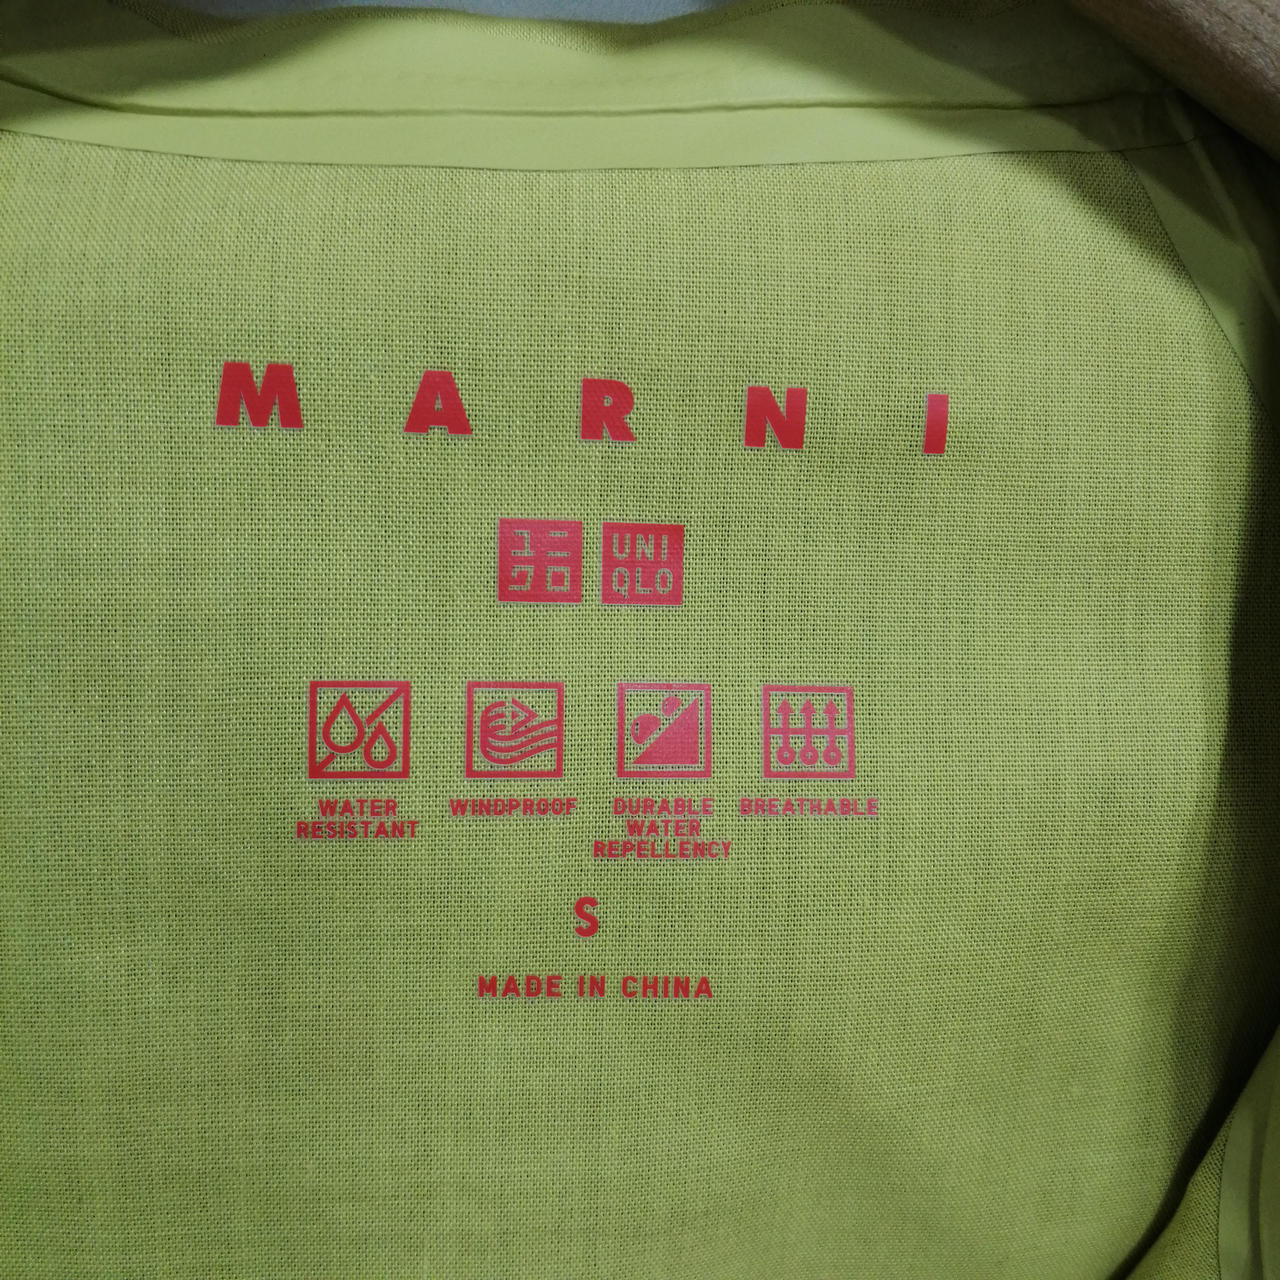 MARNI
ユニ UNI
クロ QLO
WATER RESISTANT
WINDPROOF
DURABLE WATER REPELLENCY
BREATHABLE
S
MADE IN CHINA